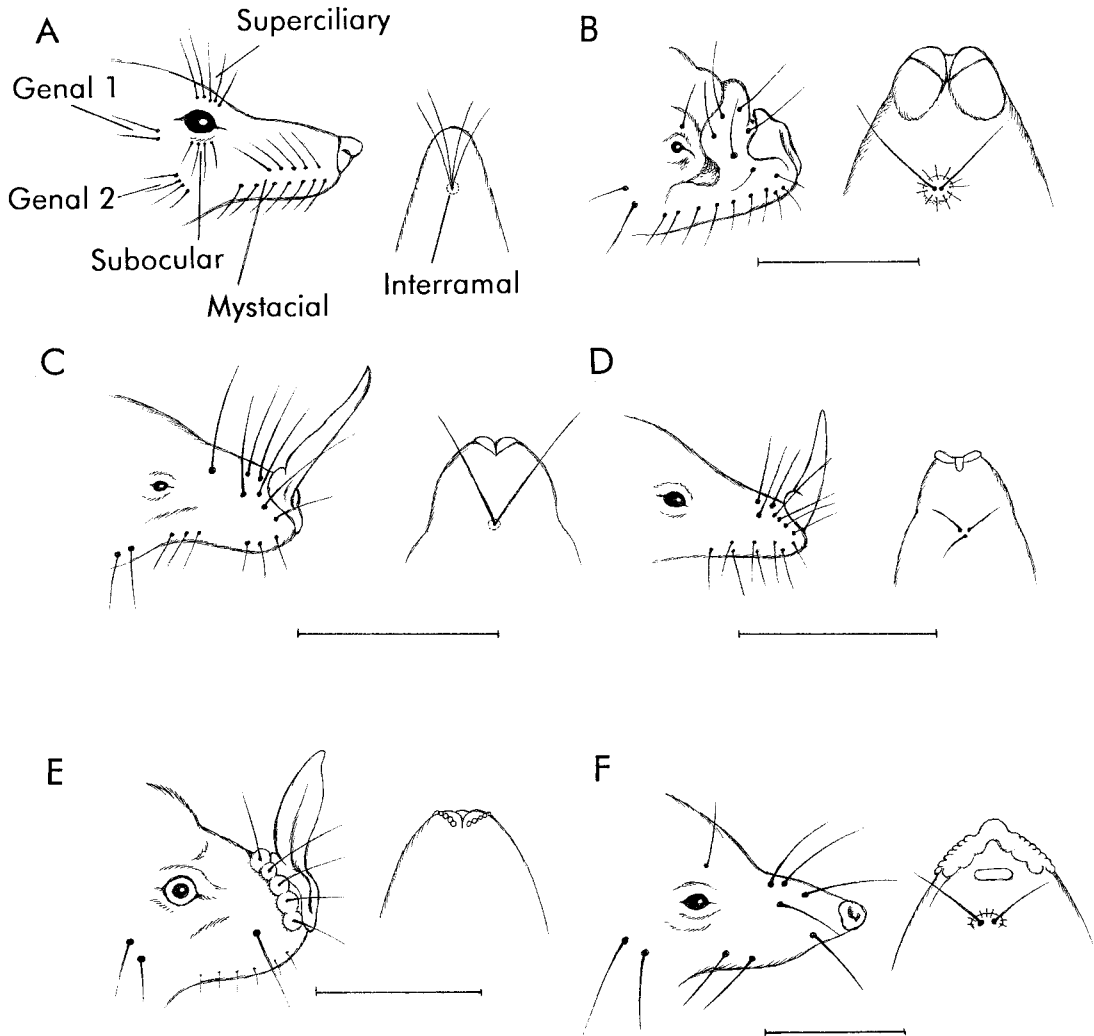 A
Superciliary
Genal 1
Genal 2
Subocular
Mystacial
Interramal
B
C
D
E
F